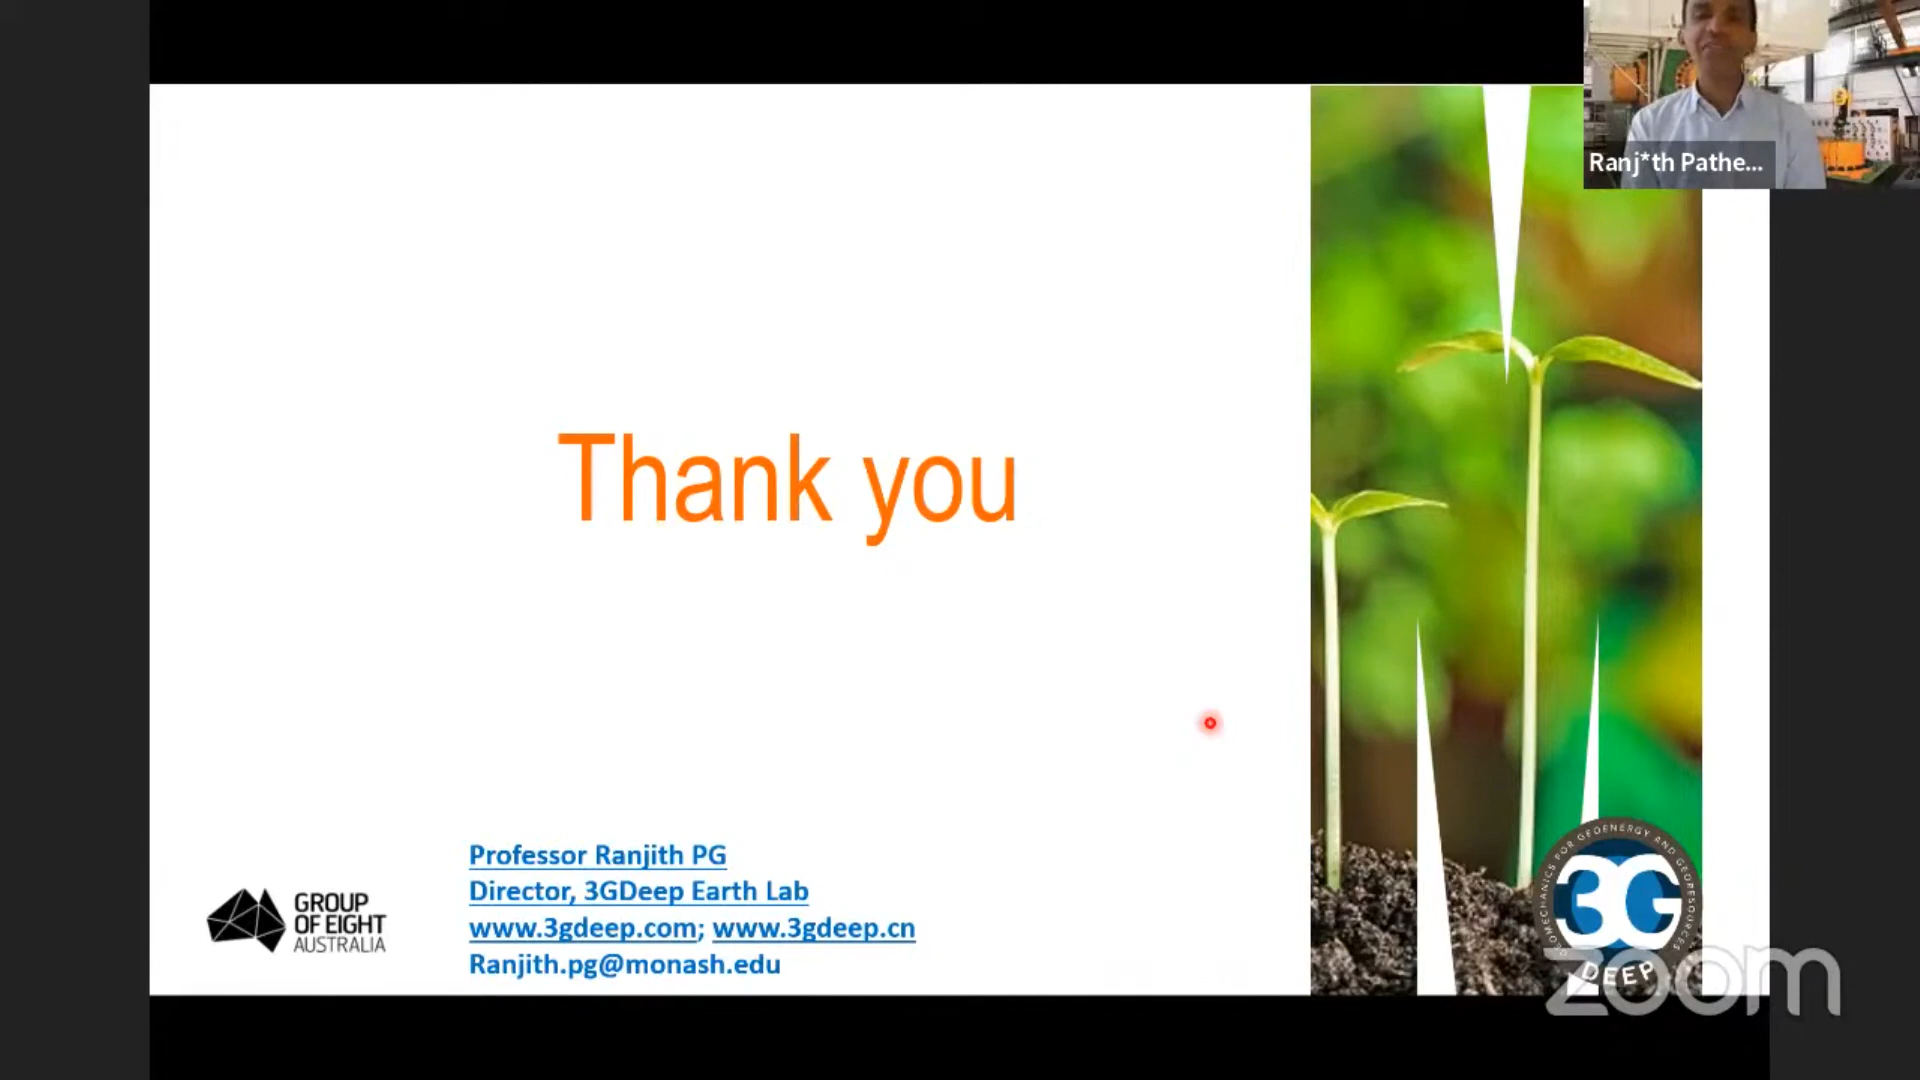 Ranj*th Pathe...
Thank you
Professor Ranjith PG
Director, 3GDeep Earth Lab
www.3gdeep.com; www.3gdeep.cn
Ranjith.pg@monash.edu
GROUP
OF EIGHT
AUSTRALIA
GEOMECHANICS FOR GEOENERGY AND GEORESOURCES
3G
DEEP
zoom